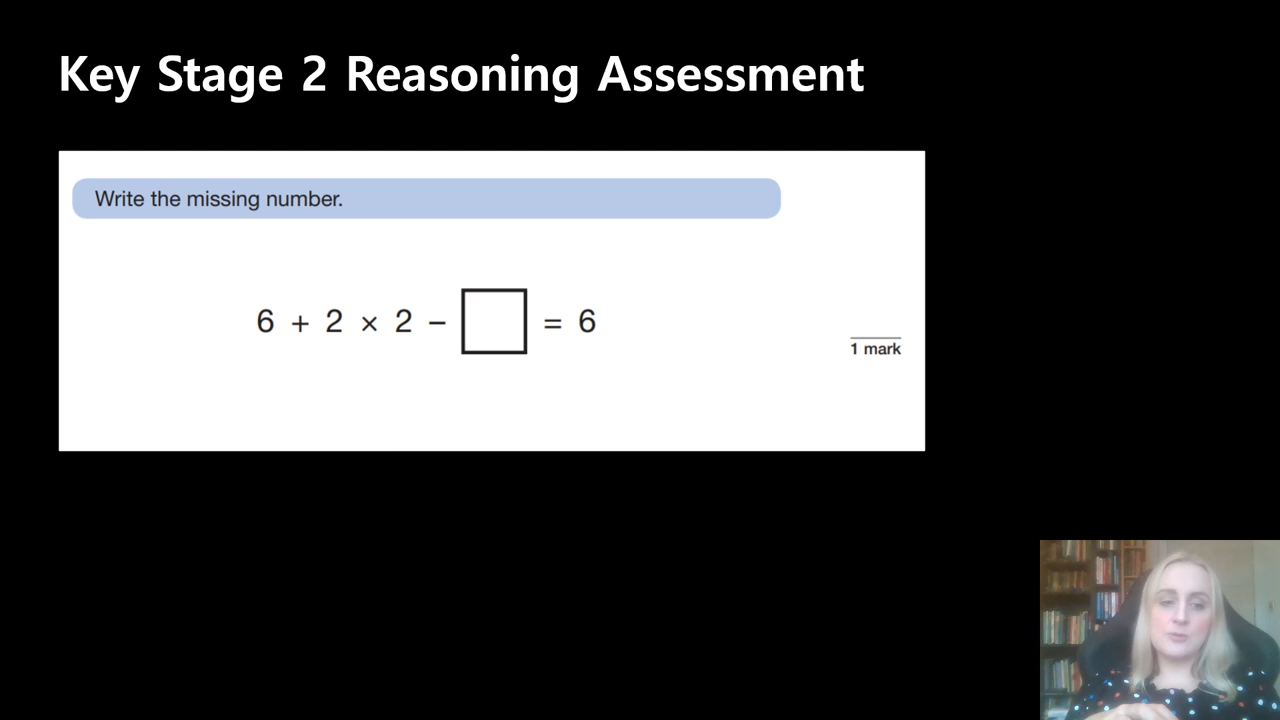 Key Stage 2 Reasoning Assessment
Write the missing number.
6 + 2 × 2 − = 6
1 mark